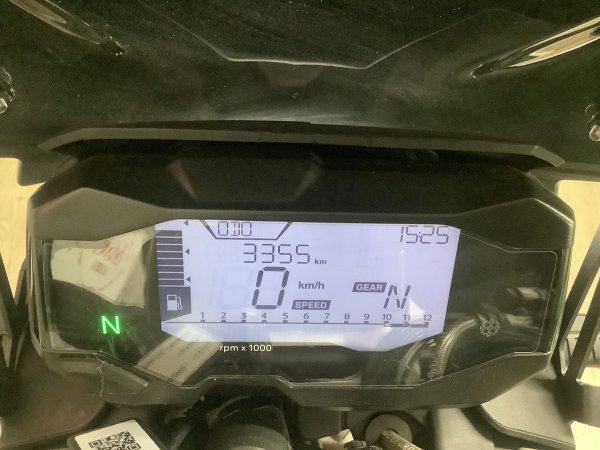 ODO
15:25
3355 km
0 km/h
SPEED
GEAR N
1 2 3 4 5 6 7 8 9 10 11 12
N
rpm x 1000